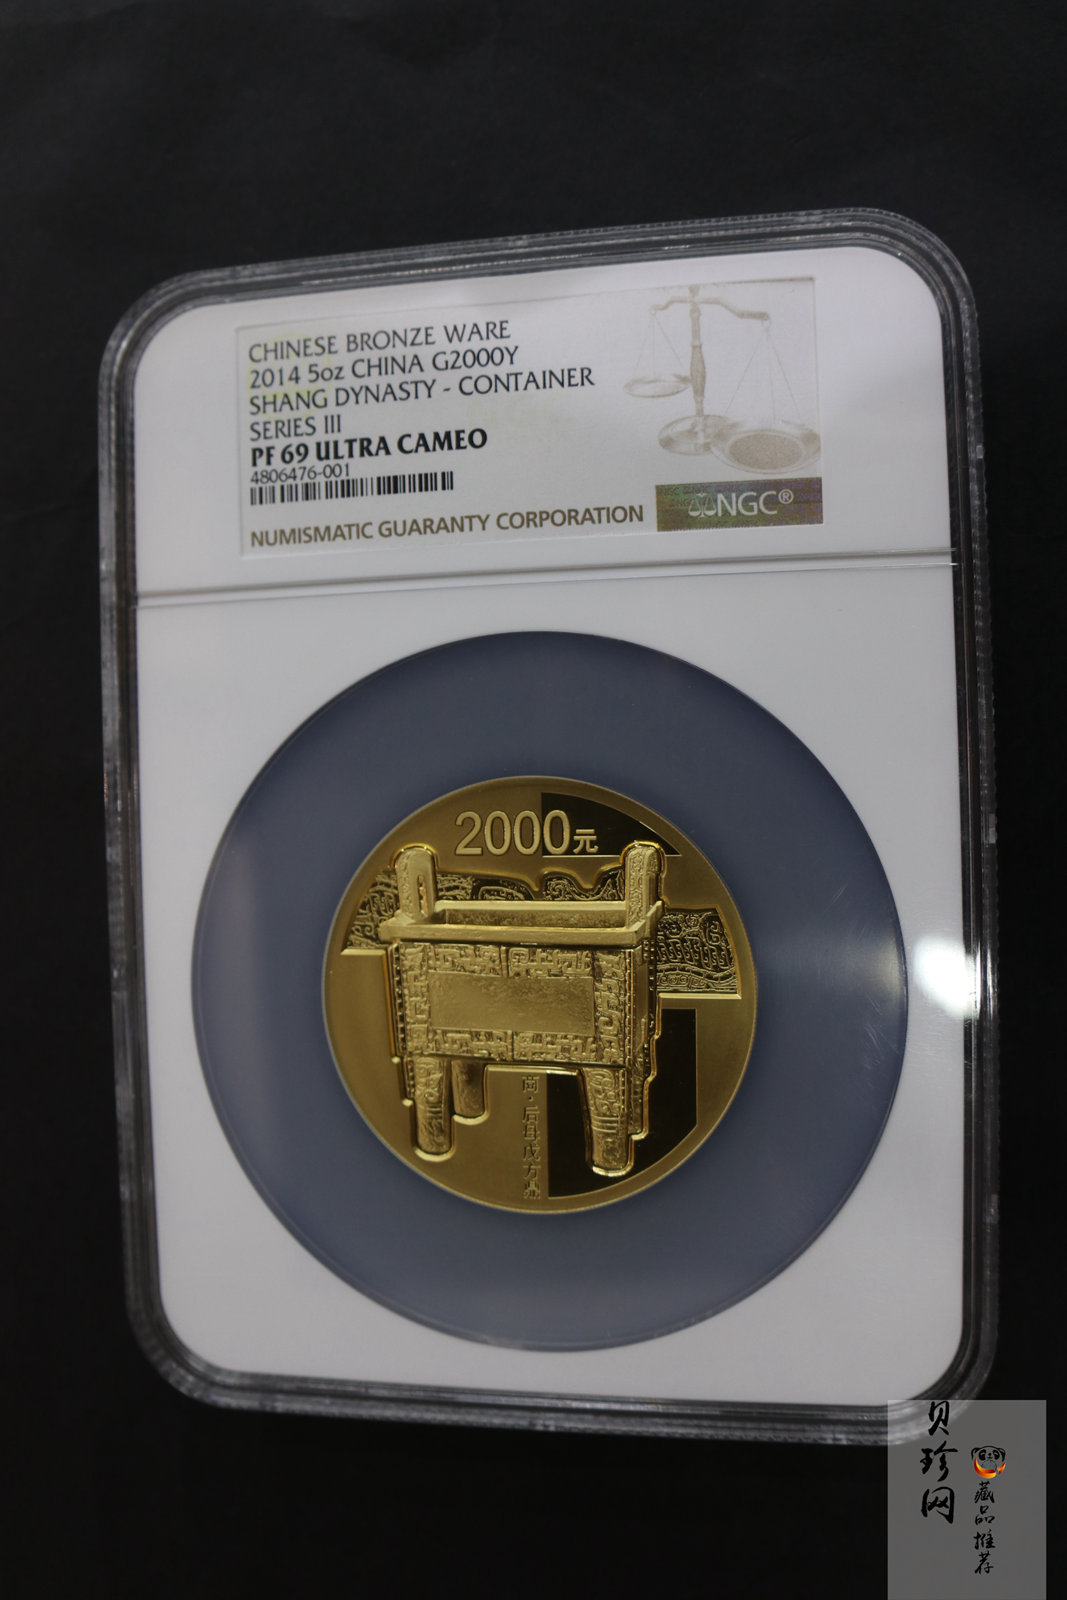 CHINESE BRONZE WARE
2014 5oz CHINA G2000Y
SHANG DYNASTY - CONTAINER
SERIES III
PF 69 ULTRA CAMEO
4806476-001
NUMISMATIC GUARANTY CORPORATION
NGC®
2000元
商·后母戊方鼎
贝珍网
藏品推荐